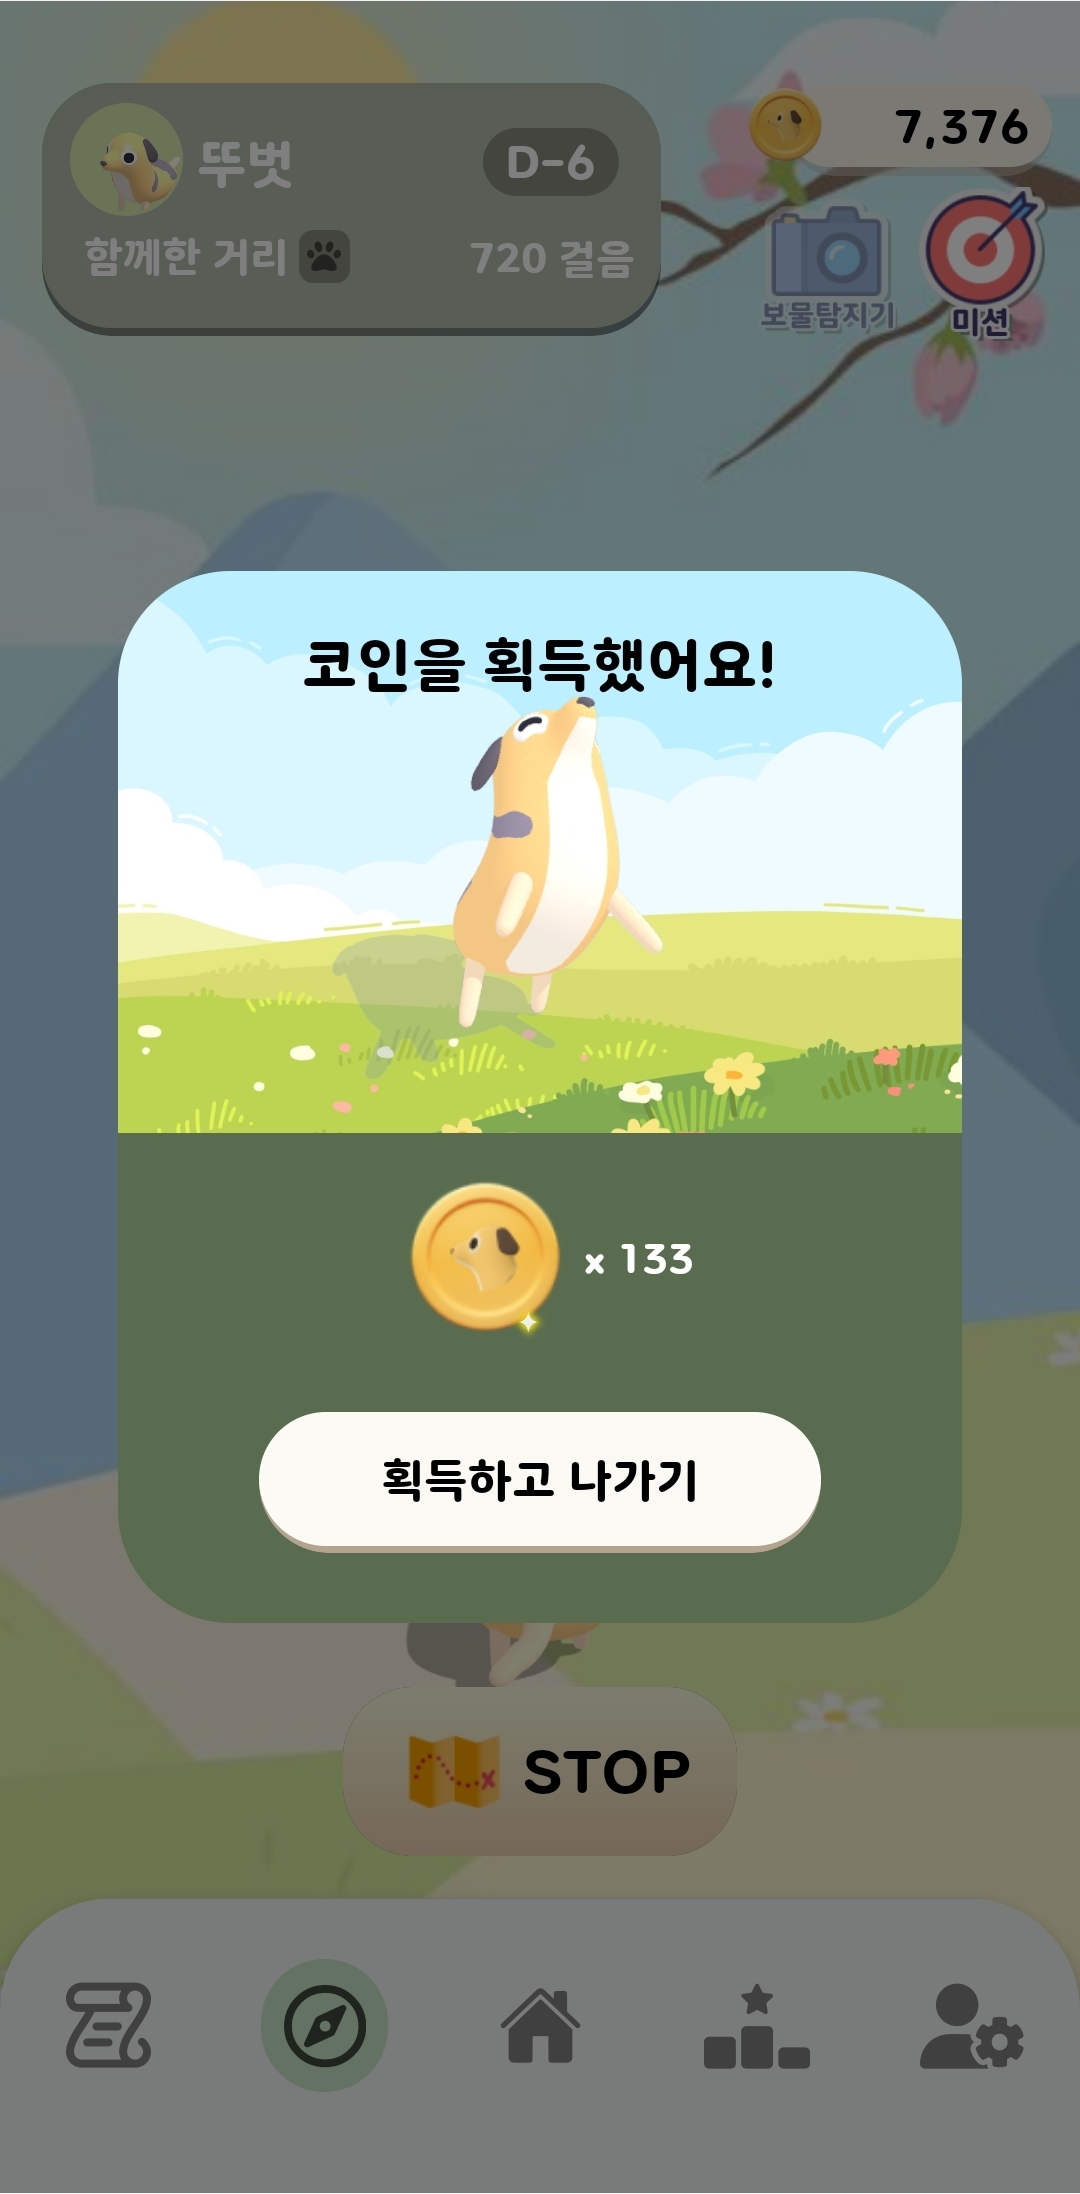 뚜벗 D-6
함께한 거리 720 걸음
7,376
보물탐지기 미션
코인을 획득했어요!
x 133
획득하고 나가기
STOP